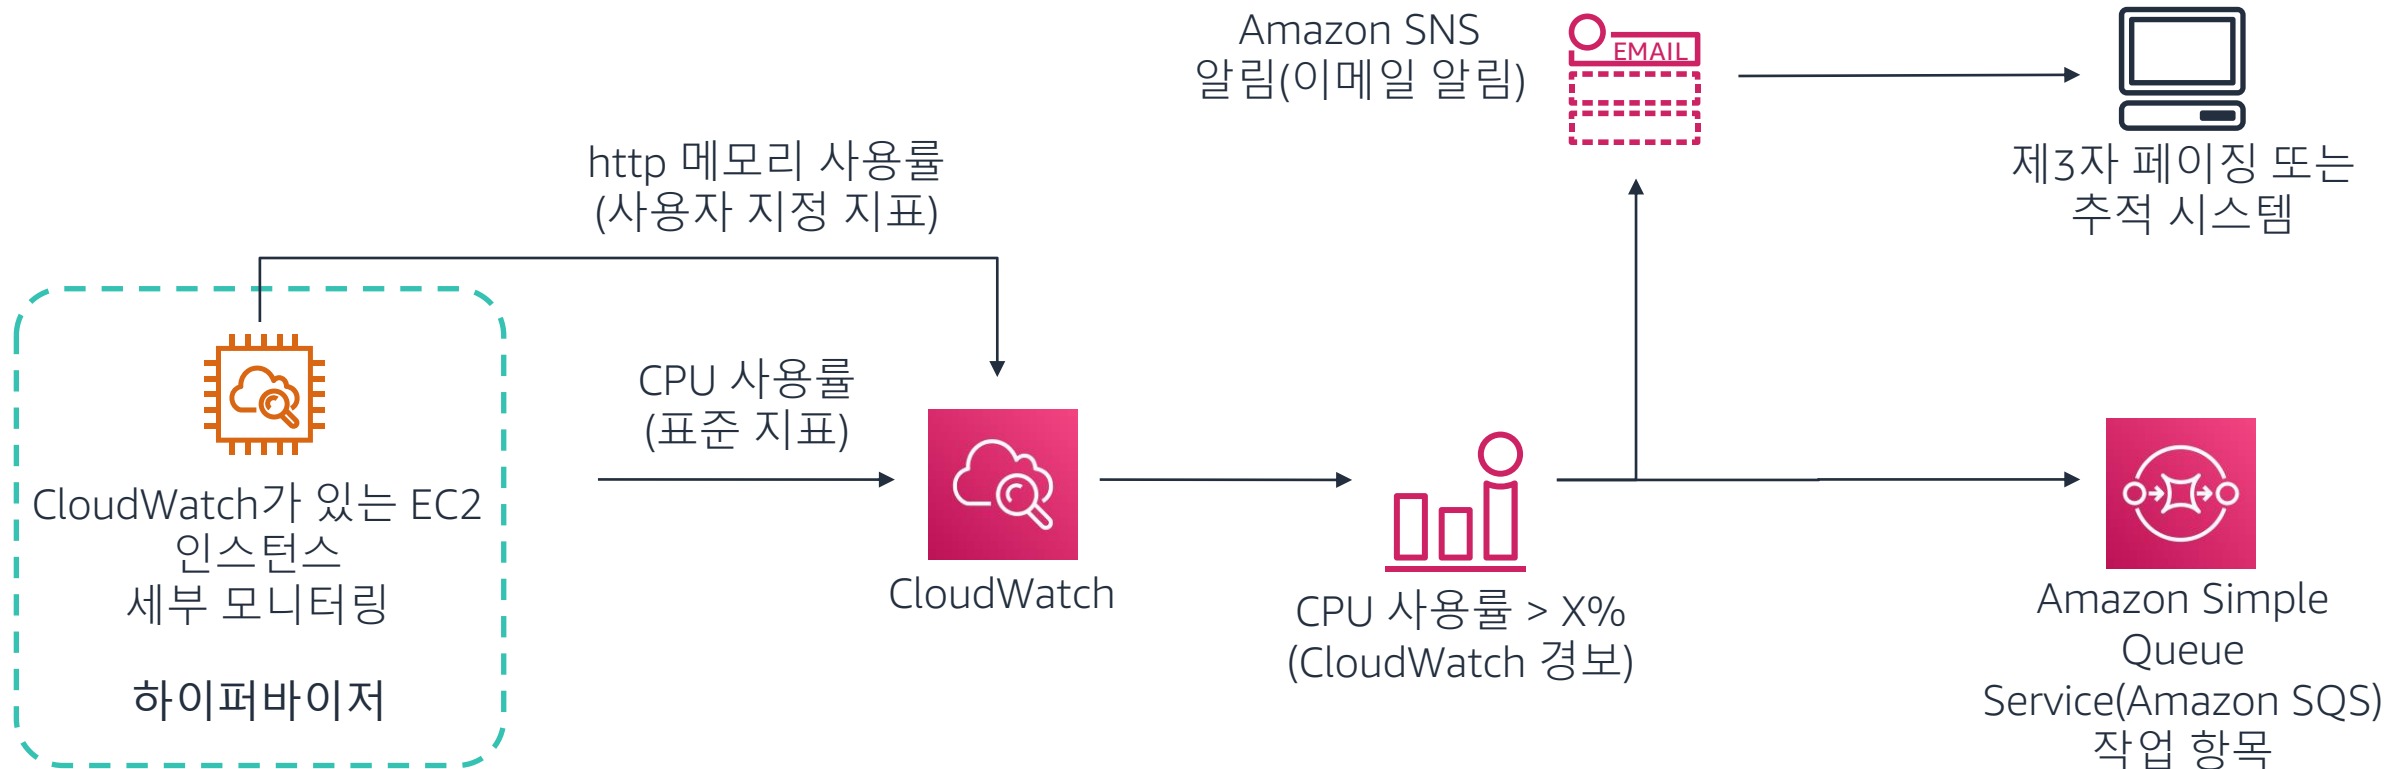 Amazon SNS
알림(이메일 알림)
EMAIL
제3자 페이징 또는
추적 시스템
http 메모리 사용률
(사용자 지정 지표)
CPU 사용률
(표준 지표)
CloudWatch가 있는 EC2
인스턴스
세부 모니터링
하이퍼바이저
CloudWatch
CPU 사용률 > X%
(CloudWatch 경보)
Amazon Simple
Queue
Service(Amazon SQS)
작업 항목